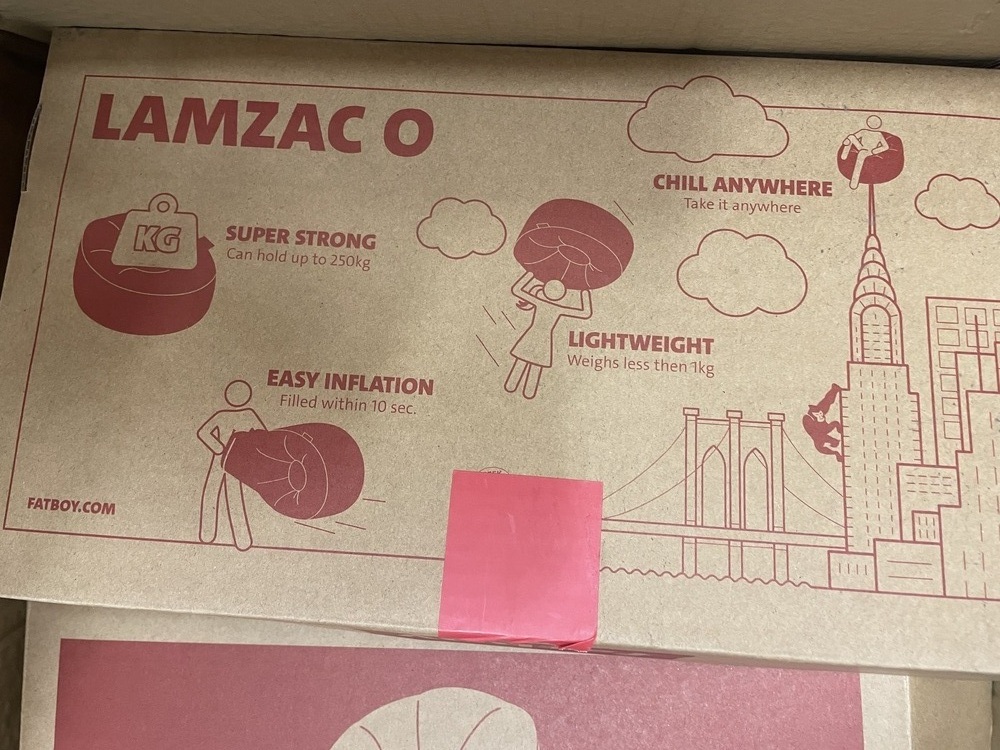 LAMZAC O
CHILL ANYWHERE
Take it anywhere
KG
SUPER STRONG
Can hold up to 250kg
LIGHTWEIGHT
Weighs less then 1kg
EASY INFLATION
Filled within 10 sec.
FATBOY.COM